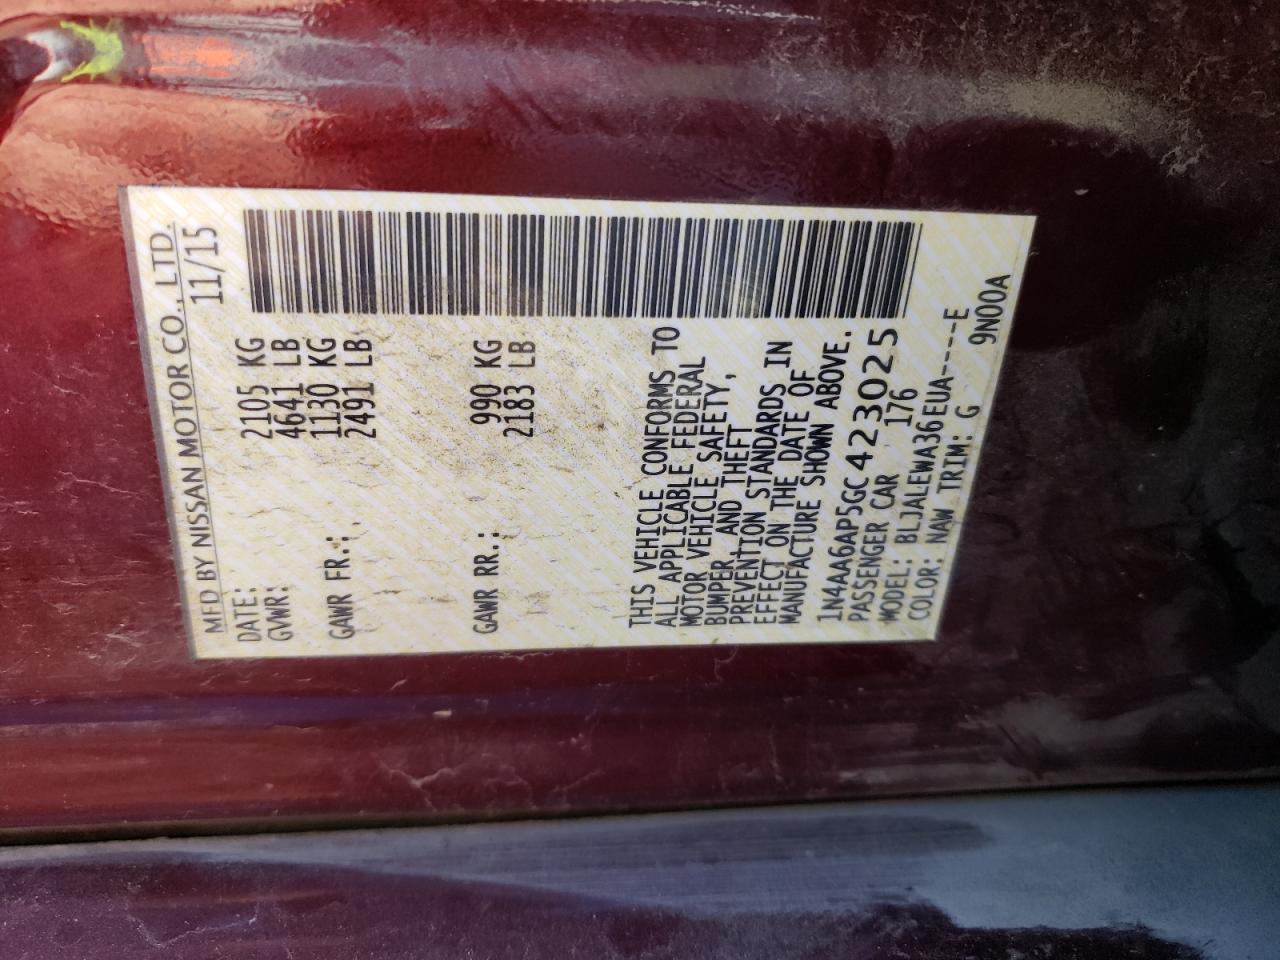 MFD BY NISSAN MOTOR CO., LTD.
DATE: 11/15
GVWR: 2105 KG
4641 LB
GAWR FR.: 1130 KG
2491 LB
GAWR RR.: 990 KG
2183 LB
THIS VEHICLE CONFORMS TO
ALL APPLICABLE FEDERAL
MOTOR VEHICLE SAFETY,
BUMPER, AND THEFT
PREVENTION STANDARDS IN
EFFECT ON THE DATE OF
MANUFACTURE SHOWN ABOVE.
1N4AA6AP5GC423025
PASSENGER CAR 176
MODEL: BLJALEWA36EUA----E
COLOR: NAW TRIM: G 9N00A